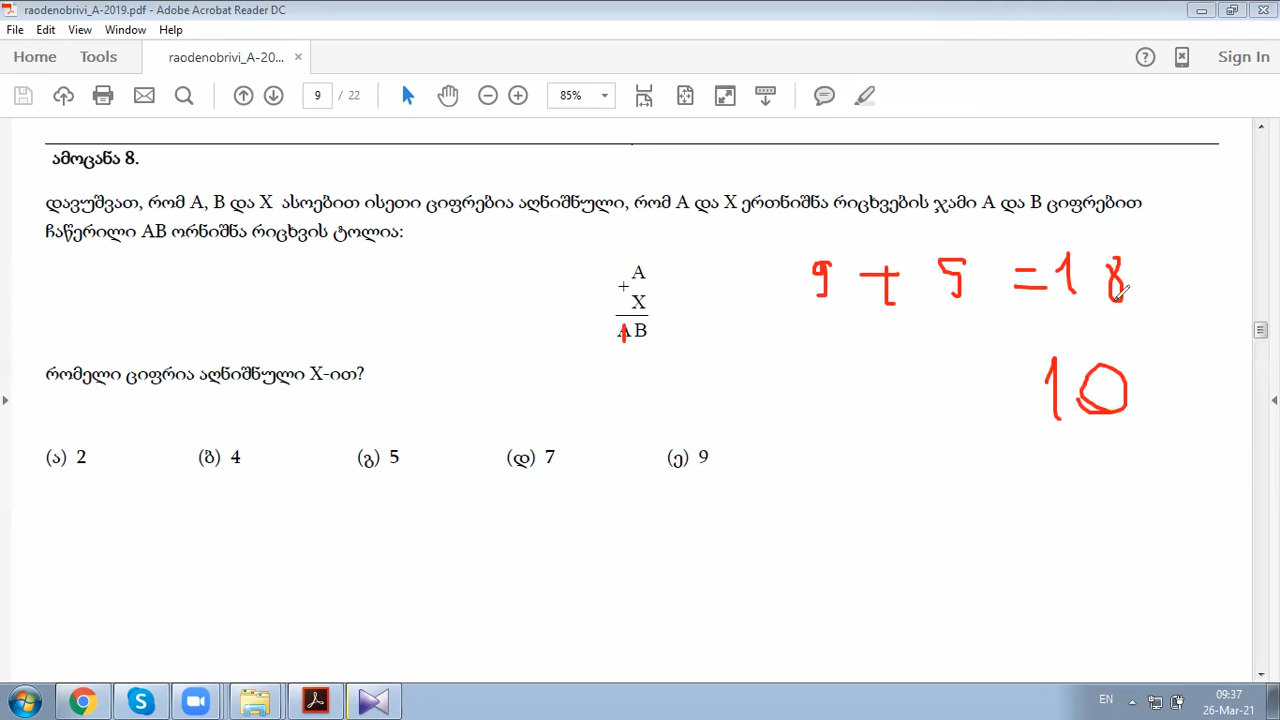 raodenobrivi_A-2019.pdf - Adobe Acrobat Reader DC
File Edit View Window Help
Home Tools raodenobrivi_A-20... × Sign In
9 / 22 85%
ამოცანა 8.
დავუშვათ, რომ A, B და X ასოებით ისეთი ციფრებია აღნიშნული, რომ A და X ერთნიშნა რიცხვების ჯამი A და B ციფრებით
ჩაწერილი AB ორნიშნა რიცხვის ტოლია:
A
+
X
AB
9 + 9 = 18
10
რომელი ციფრია აღნიშნული X-ით?
(ა) 2 (ბ) 4 (გ) 5 (დ) 7 (ე) 9
EN 09:37
26-Mar-21